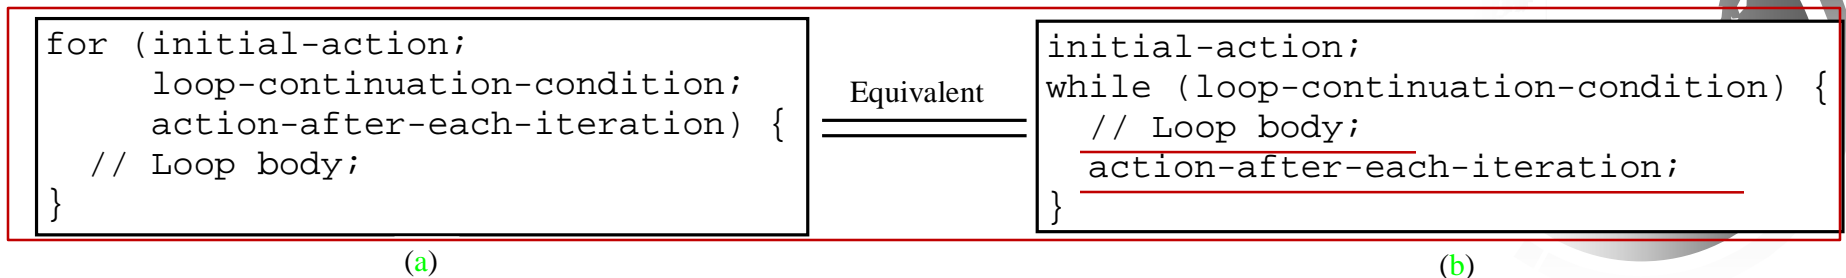 for (initial-action;
     loop-continuation-condition;
     action-after-each-iteration) {
  // Loop body;
}
(a)
Equivalent
initial-action;
while (loop-continuation-condition) {
  // Loop body;
  action-after-each-iteration;
}
(b)